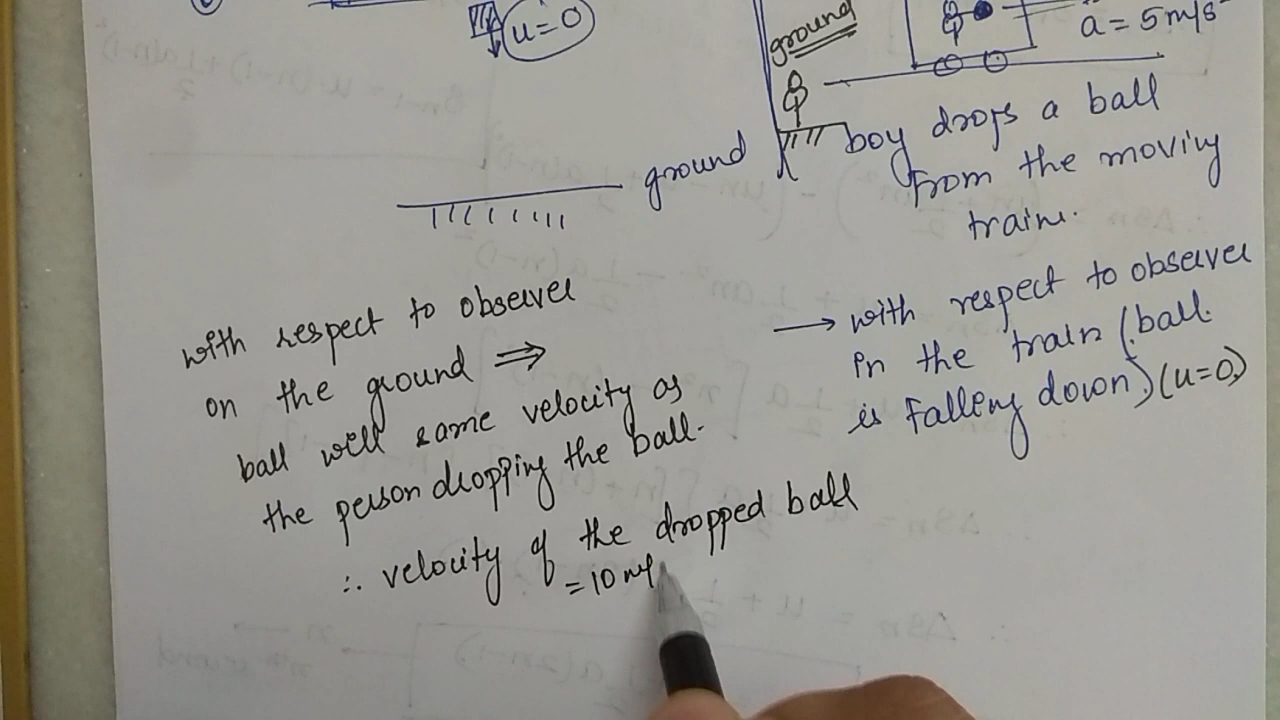 u=0
ground
a = 5 m/s
ground
boy drops a ball
from the moving
train.
with respect to observer
on the ground ⇒
ball will same velocity as
the person dropping the ball.
∴ velocity of the dropped ball
= 10 m/
→ with respect to observer
in the train (ball
is falling down) (u=0)